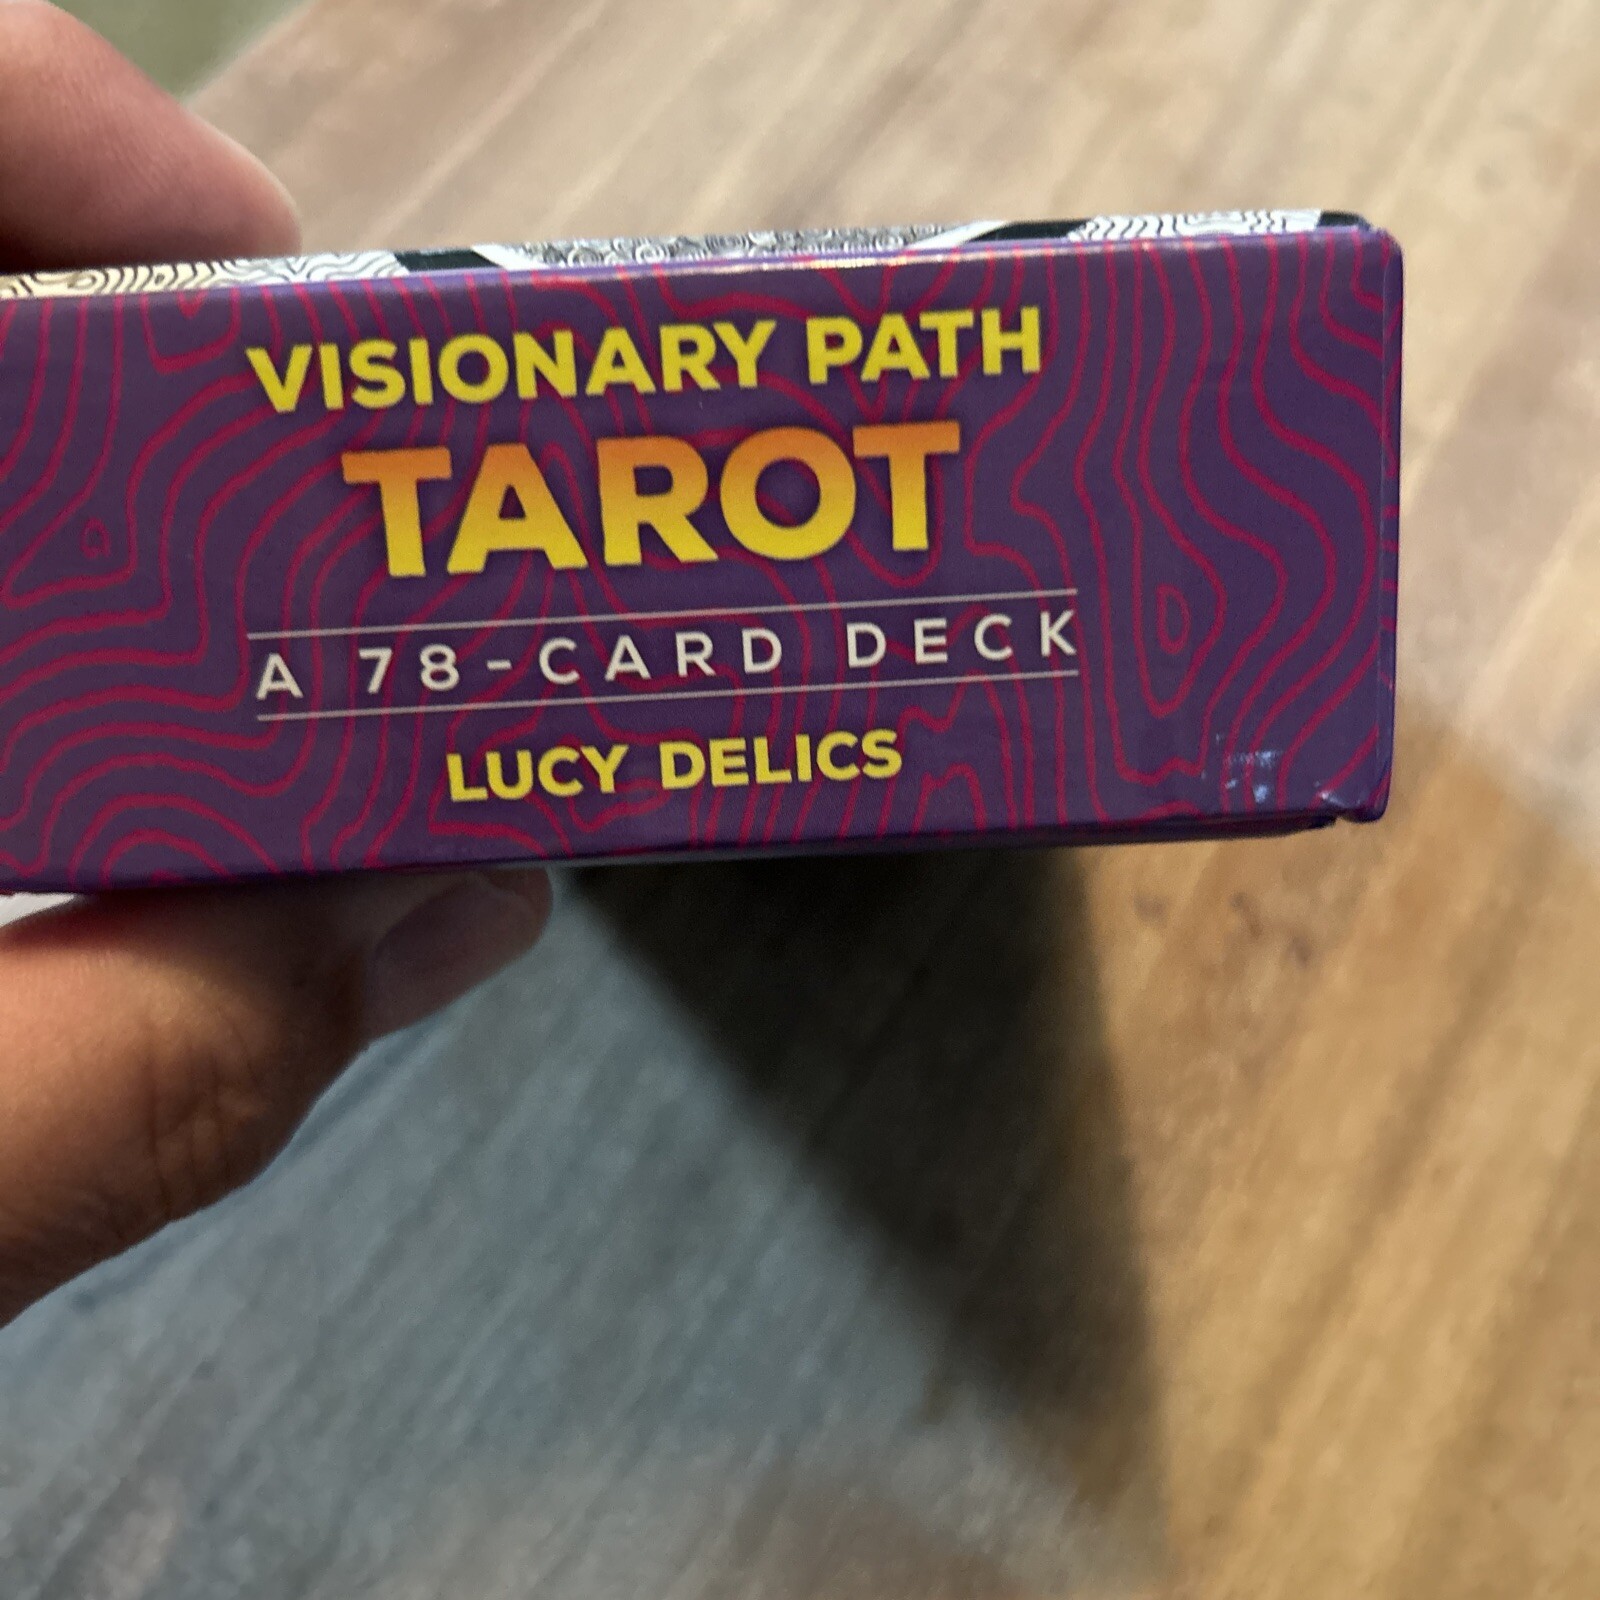 VISIONARY PATH
TAROT
A 78-CARD DECK
LUCY DELICS